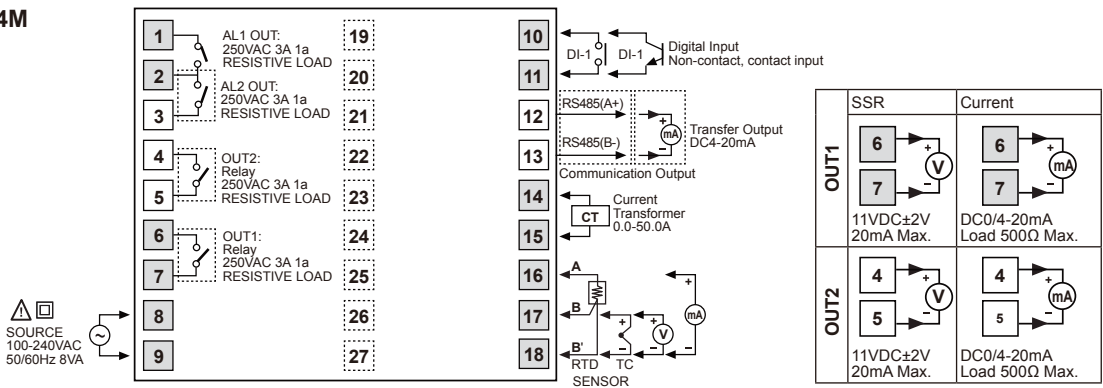 4M
1
AL1 OUT:
250VAC 3A 1a
RESISTIVE LOAD
2
AL2 OUT:
250VAC 3A 1a
RESISTIVE LOAD
3
4
OUT2:
Relay
250VAC 3A 1a
RESISTIVE LOAD
5
6
OUT1:
Relay
250VAC 3A 1a
RESISTIVE LOAD
7
8
SOURCE
100-240VAC
50/60Hz 8VA
9
19
20
21
22
23
24
25
26
27
10
DI-1 DI-1
Digital Input
Non-contact, contact input
11
12
RS485(A+)
+
mA
Transfer Output
DC4-20mA
13
RS485(B-)
−
Communication Output
14
CT
Current
Transformer
0.0-50.0A
15
16
A
17
B
18
B'
+ + +
V mA
− − −
RTD TC
SENSOR
SSR Current
OUT1
6 + V
7 −
11VDC±2V
20mA Max.
6 + mA
7 −
DC0/4-20mA
Load 500Ω Max.
OUT2
4 + V
5 −
11VDC±2V
20mA Max.
4 + mA
5 −
DC0/4-20mA
Load 500Ω Max.